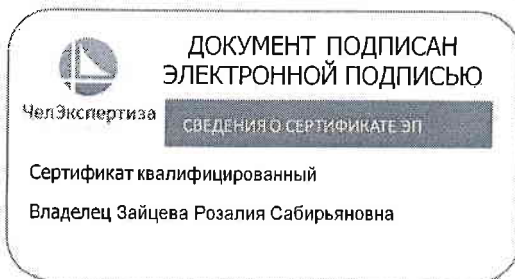 ДОКУМЕНТ ПОДПИСАН
ЭЛЕКТРОННОЙ ПОДПИСЬЮ
ЧелЭкспертиза
СВЕДЕНИЯ О СЕРТИФИКАТЕ ЭП
Сертификат квалифицированный
Владелец Зайцева Розалия Сабирьяновна